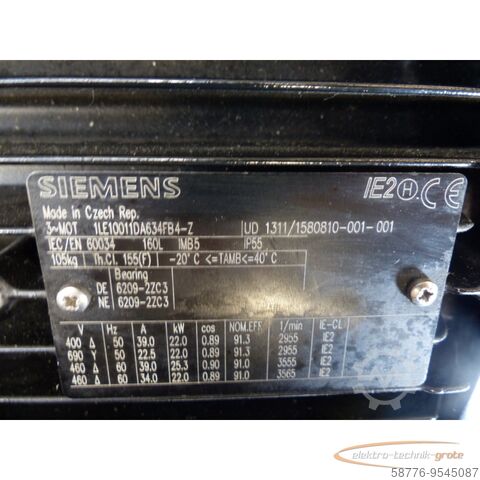 SIEMENS IE2 H CE
Made in Czech Rep.
3~MOT. 1LE10011DA634FB4-Z UD 1311/1580810-001-001
IEC/EN 60034 160L IMB5 IP55
105kg Th.Cl. 155(F) -20°C <=TAMB<=40°C
Bearing
DE 6209-2ZC3
NE 6209-2ZC3
V Hz A kW cos NOM.EFF 1/min IE-CL
400 Δ 50 39.0 22.0 0.89 91.3 2955 IE2
690 Y 50 22.5 22.0 0.89 91.3 2955 IE2
460 Δ 60 39.0 25.3 0.90 91.0 3555 IE2
460 Δ 60 34.0 22.0 0.89 91.0 3565 IE2
elektro-technik-grote
58776-9545087